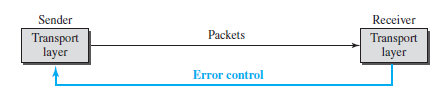 Sender
Receiver
Transport
layer
Packets
Transport
layer
Error control